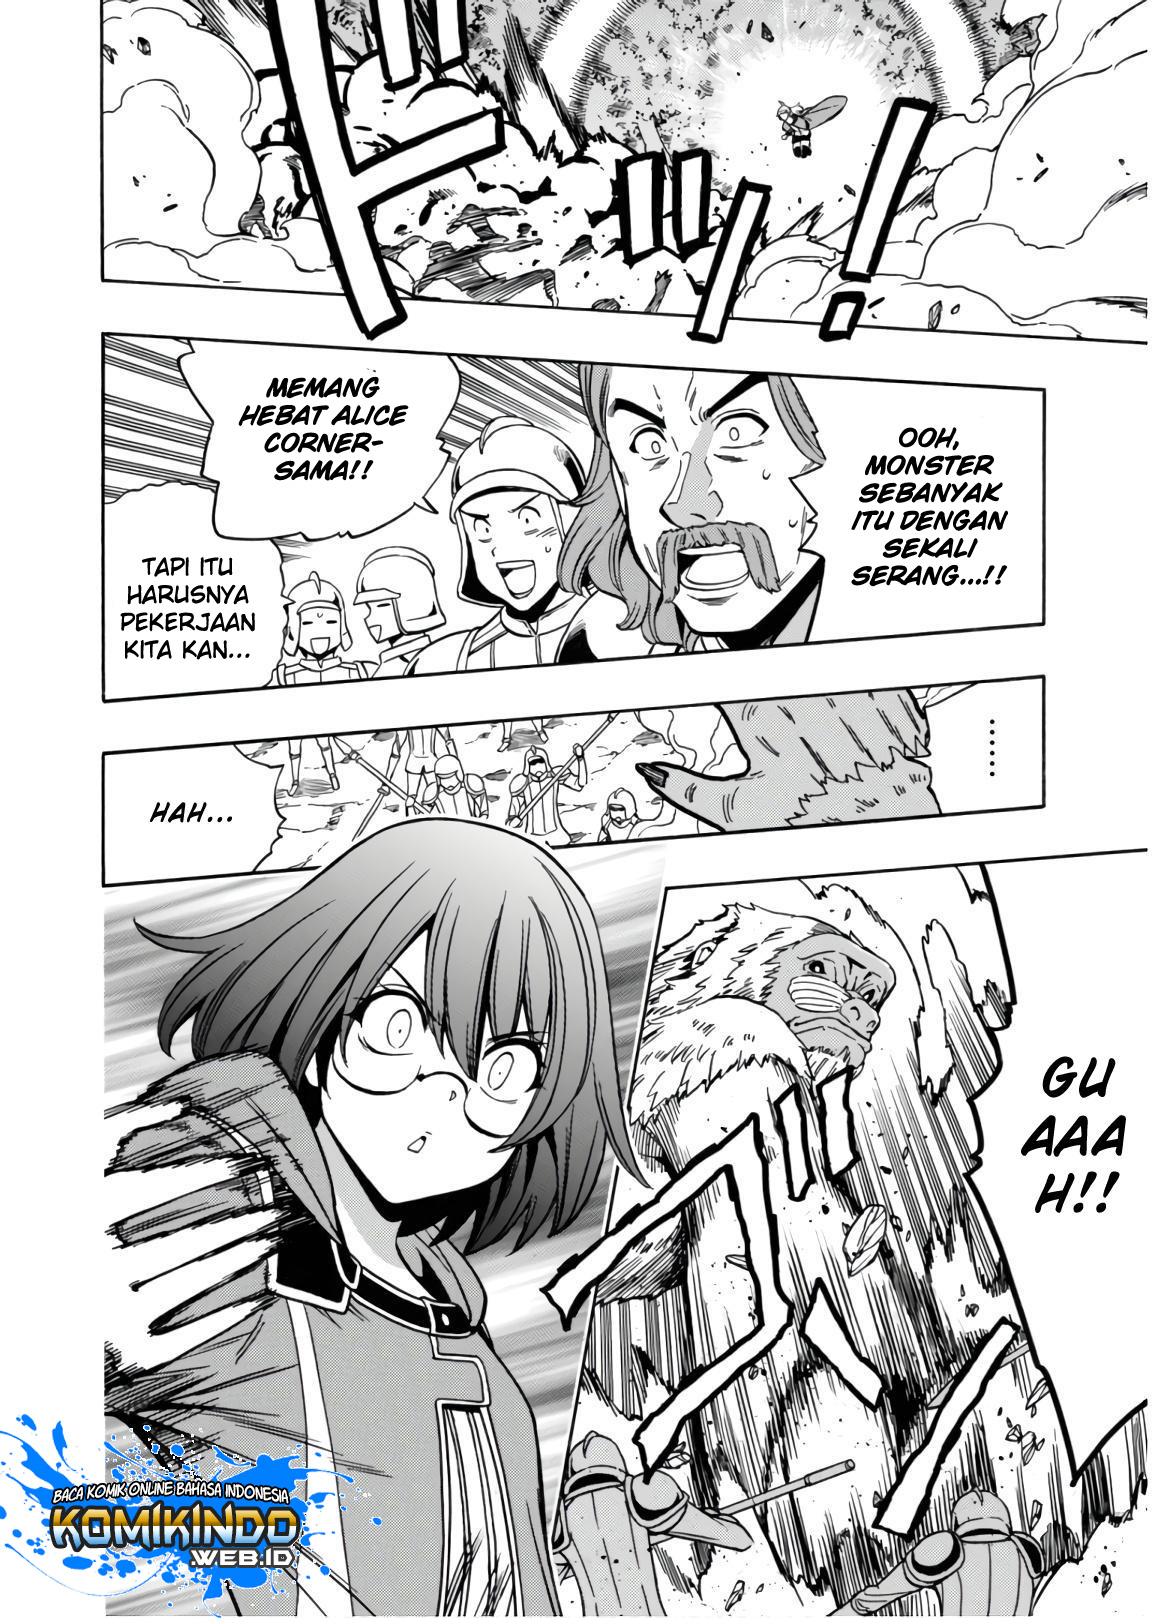 ドドッ!
OOH,
MONSTER
SEBANYAK
ITU DENGAN
SEKALI
SERANG...!!
MEMANG
HEBAT ALICE
CORNER-
SAMA!!
TAPI ITU
HARUSNYA
PEKERJAAN
KITA KAN...
......
HAH...
GU
AAA
H!!
BACA KOMIK ONLINE BAHASA INDONESIA
KOMIKINDO
.WEB.ID